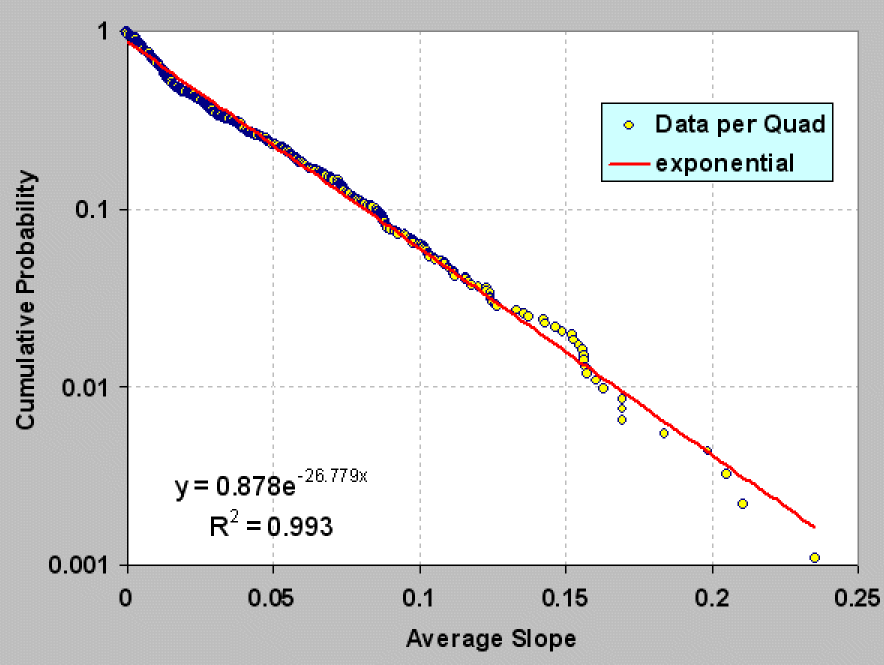 1
0.1
0.01
0.001
Cumulative Probability
Data per Quad
exponential
y = 0.878e^-26.779x
R² = 0.993
0 0.05 0.1 0.15 0.2 0.25
Average Slope